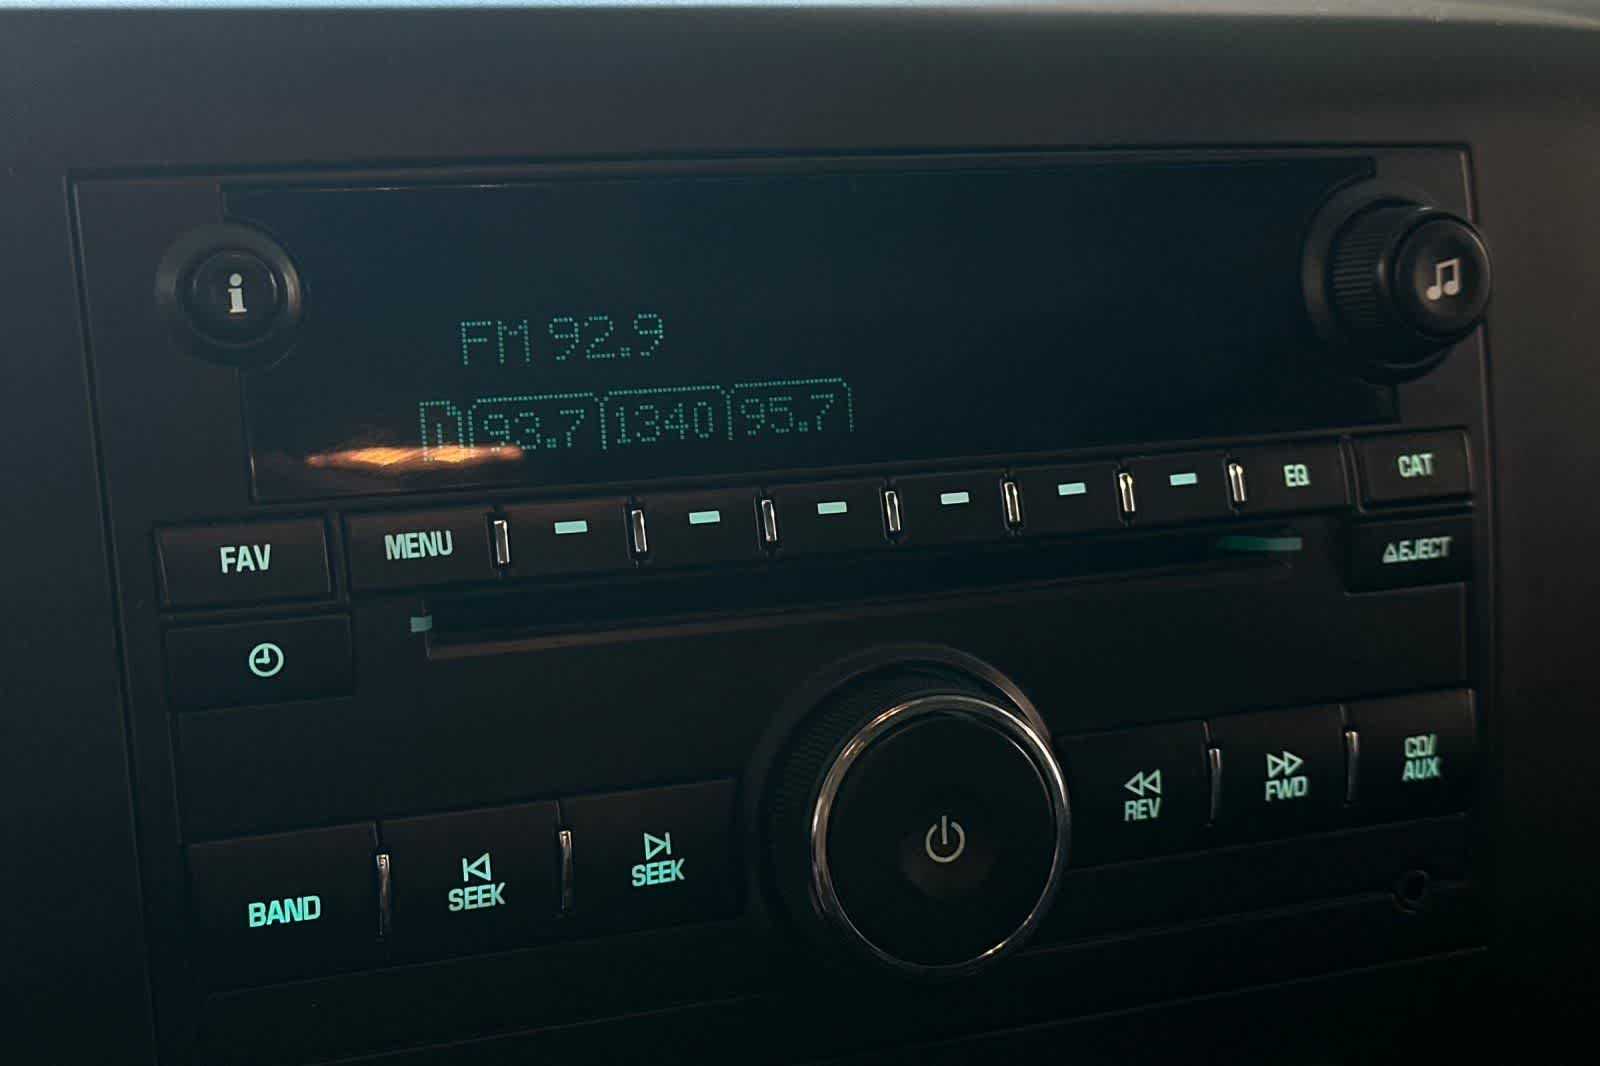 i
FM 92.9
1 93.7 1340 95.7
FAV
MENU
EQ
CAT
EJECT
BAND
SEEK
SEEK
REV
FWD
CD/
AUX